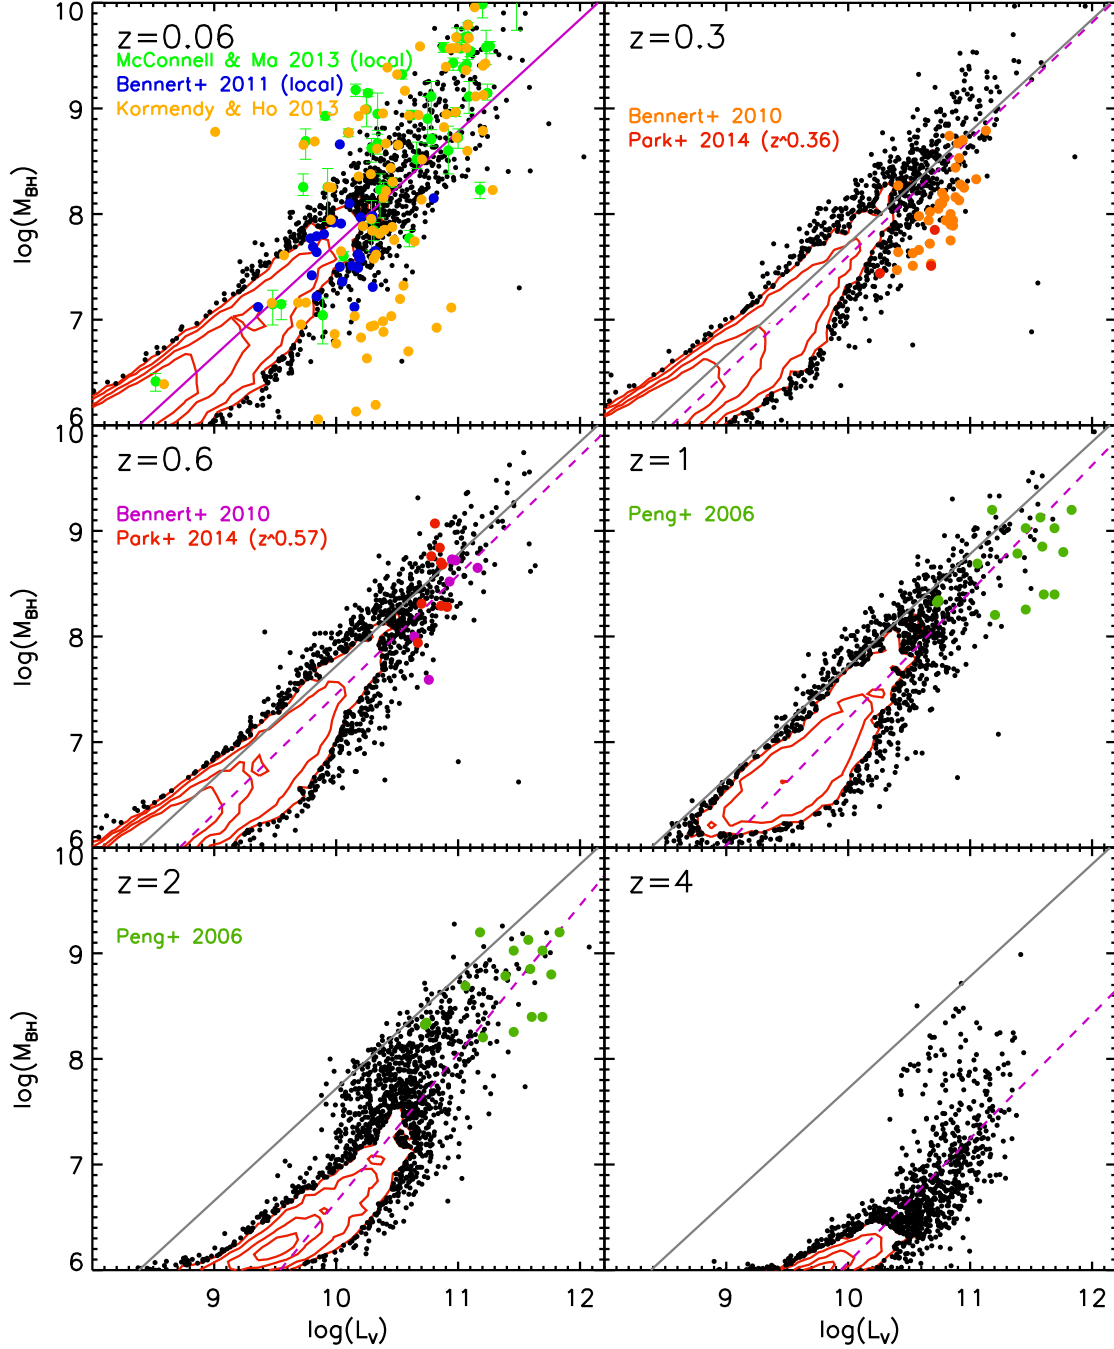 10
z=0.06
McConnell & Ma 2013 (local)
Bennert+ 2011 (local)
Kormendy & Ho 2013
z=0.3
Bennert+ 2010
Park+ 2014 (z~0.36)
9
8
7
6
log(M_BH)
10
z=0.6
Bennert+ 2010
Park+ 2014 (z~0.57)
z=1
Peng+ 2006
9
8
7
6
log(M_BH)
10
z=2
Peng+ 2006
z=4
9
8
7
6
log(M_BH)
9 10 11 12
9 10 11 12
log(L_V)
log(L_V)